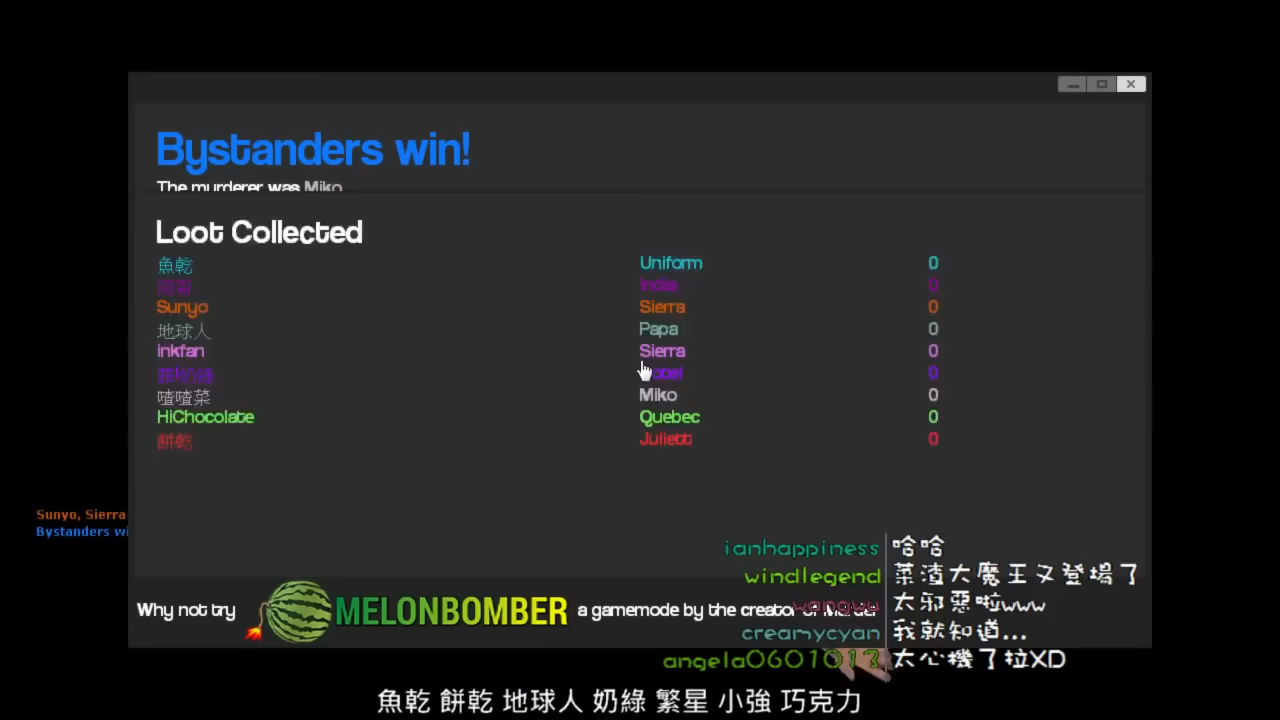 Bystanders win!
The murderer was Miko
Loot Collected
魚乾 Uniform 0
India 0
Sunyo Sierra 0
地球人 Papa 0
inkfan Sierra 0
0
喳喳菜 Miko 0
HiChocolate Quebec 0
餅乾 Juliett 0
Sunyo, Sierra
Bystanders wi
ianhappiness 哈哈
windlegend 菜渣大魔王又登場了
wangwu 太邪惡啦www
creamycyan 我就知道...
angela0601013 太心機了拉XD
Why not try MELONBOMBER a gamemode by the creator of
魚乾 餅乾 地球人 奶綠 繁星 小強 巧克力